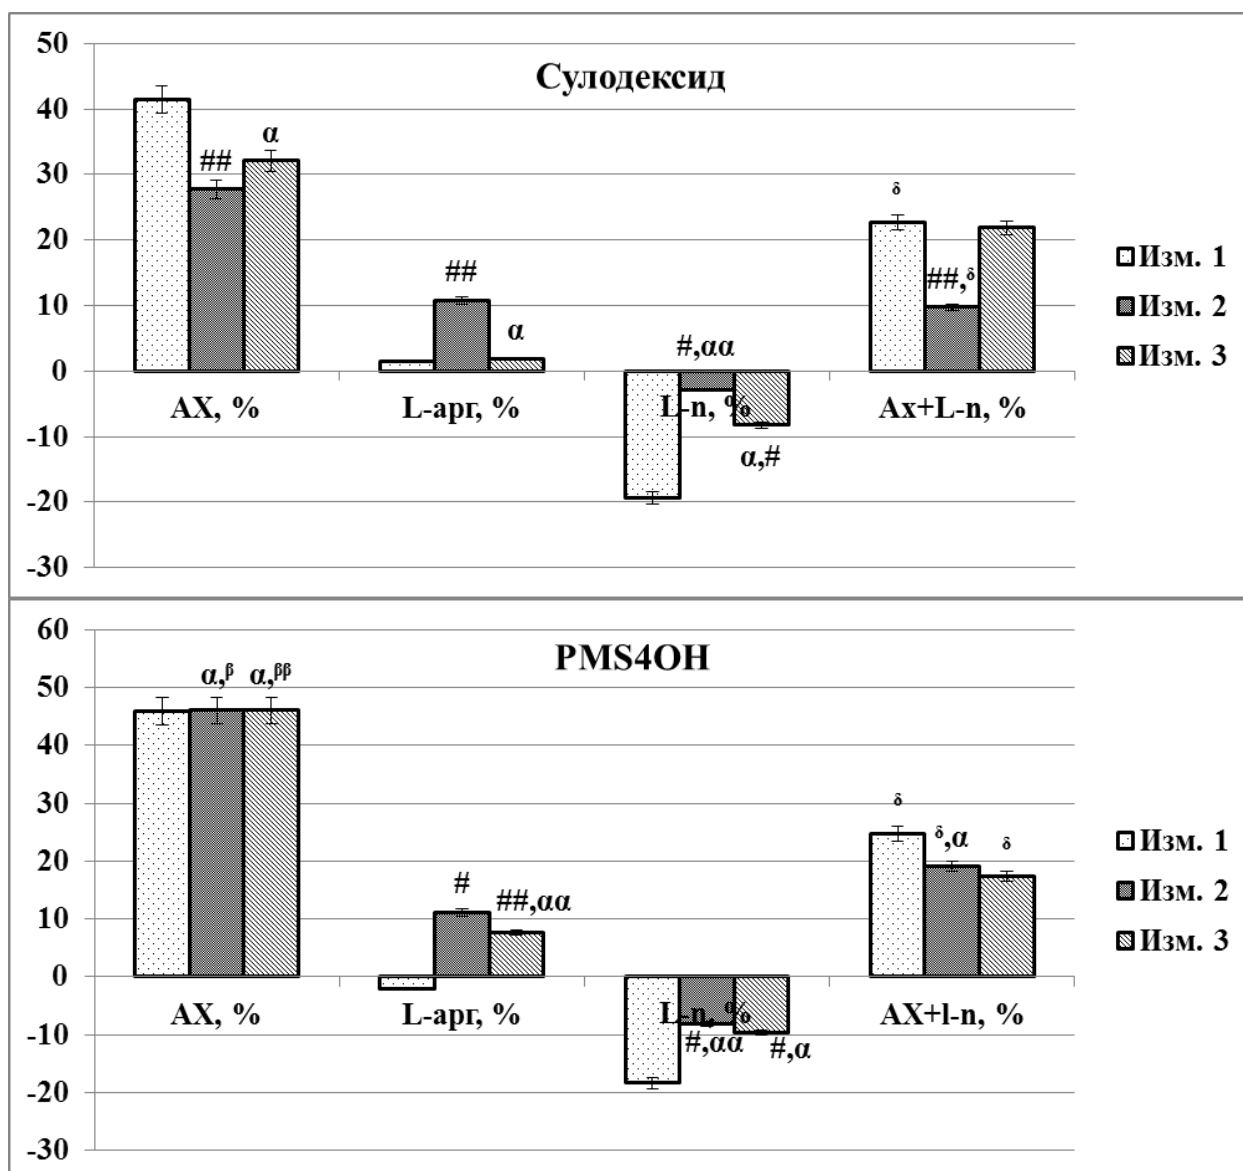 50
40
30
20
10
0
-10
-20
-30
Сулодексид
α
##
##
α
#,αα
α,#
δ
##,δ
АХ, %
L-арг, %
L-n, %
Ах+L-n, %
Изм. 1
Изм. 2
Изм. 3
60
50
40
30
20
10
0
-10
-20
-30
PMS4OH
α,β
α,ββ
#
##,αα
#,αα
#,α
δ
δ,α
δ
АХ, %
L-арг, %
L-n, %
АХ+l-n, %
Изм. 1
Изм. 2
Изм. 3